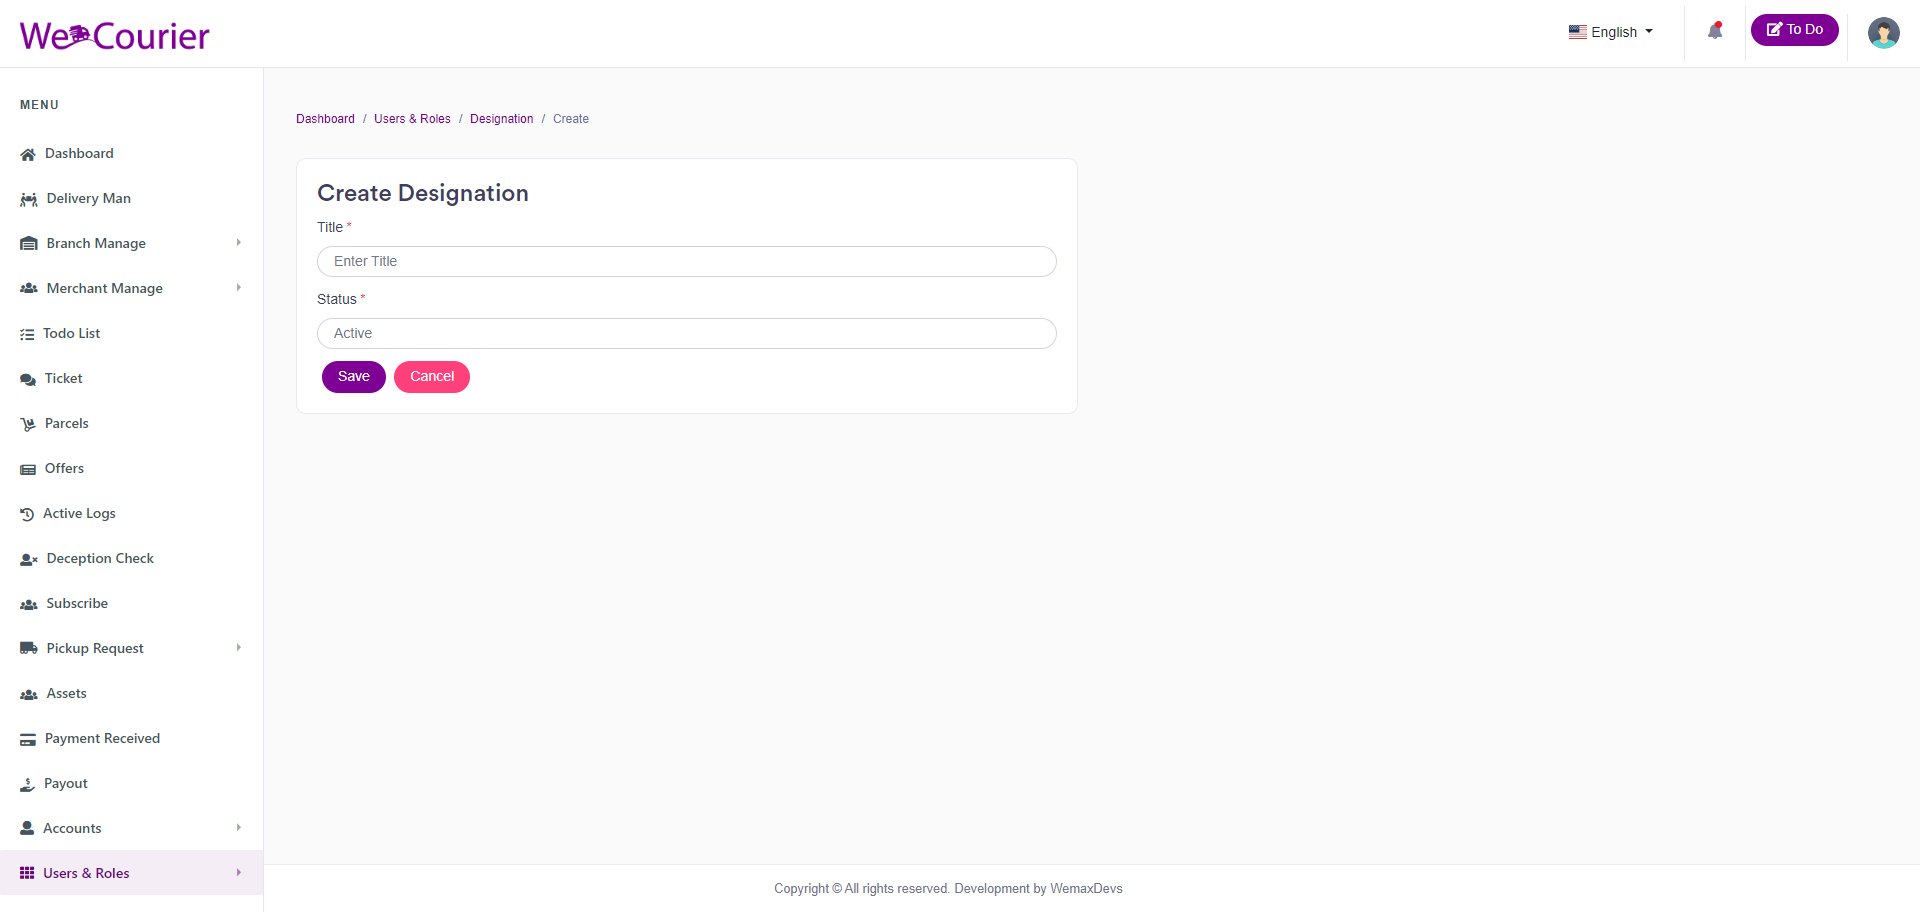 We Courier
English
To Do
MENU
Dashboard
Delivery Man
Branch Manage
Merchant Manage
Todo List
Ticket
Parcels
Offers
Active Logs
Deception Check
Subscribe
Pickup Request
Assets
Payment Received
Payout
Accounts
Users & Roles
Dashboard / Users & Roles / Designation / Create
Create Designation
Title *
Enter Title
Status *
Active
Save Cancel
Copyright © All rights reserved. Development by WemaxDevs